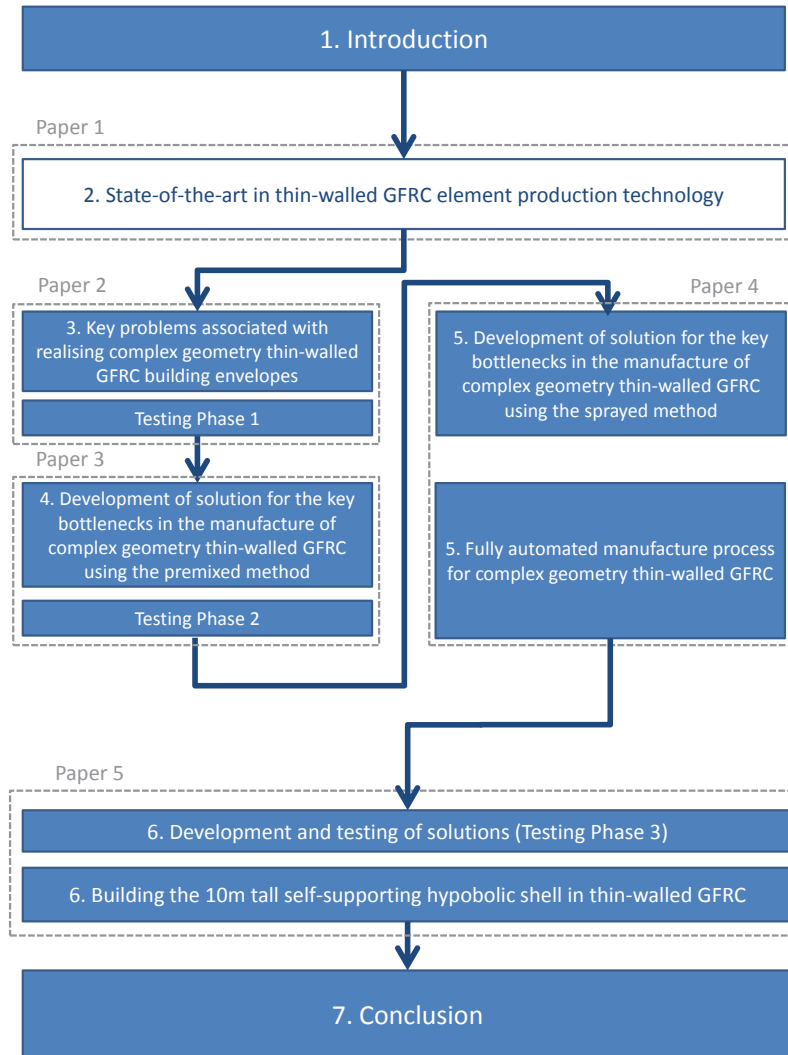 1. Introduction
Paper 1
2. State-of-the-art in thin-walled GFRC element production technology
Paper 2
3. Key problems associated with
realising complex geometry thin-walled
GFRC building envelopes
Testing Phase 1
Paper 3
4. Development of solution for the key
bottlenecks in the manufacture of
complex geometry thin-walled GFRC
using the premixed method
Testing Phase 2
Paper 4
5. Development of solution for the key
bottlenecks in the manufacture of
complex geometry thin-walled GFRC
using the sprayed method
5. Fully automated manufacture process
for complex geometry thin-walled GFRC
Paper 5
6. Development and testing of solutions (Testing Phase 3)
6. Building the 10m tall self-supporting hypobolic shell in thin-walled GFRC
7. Conclusion